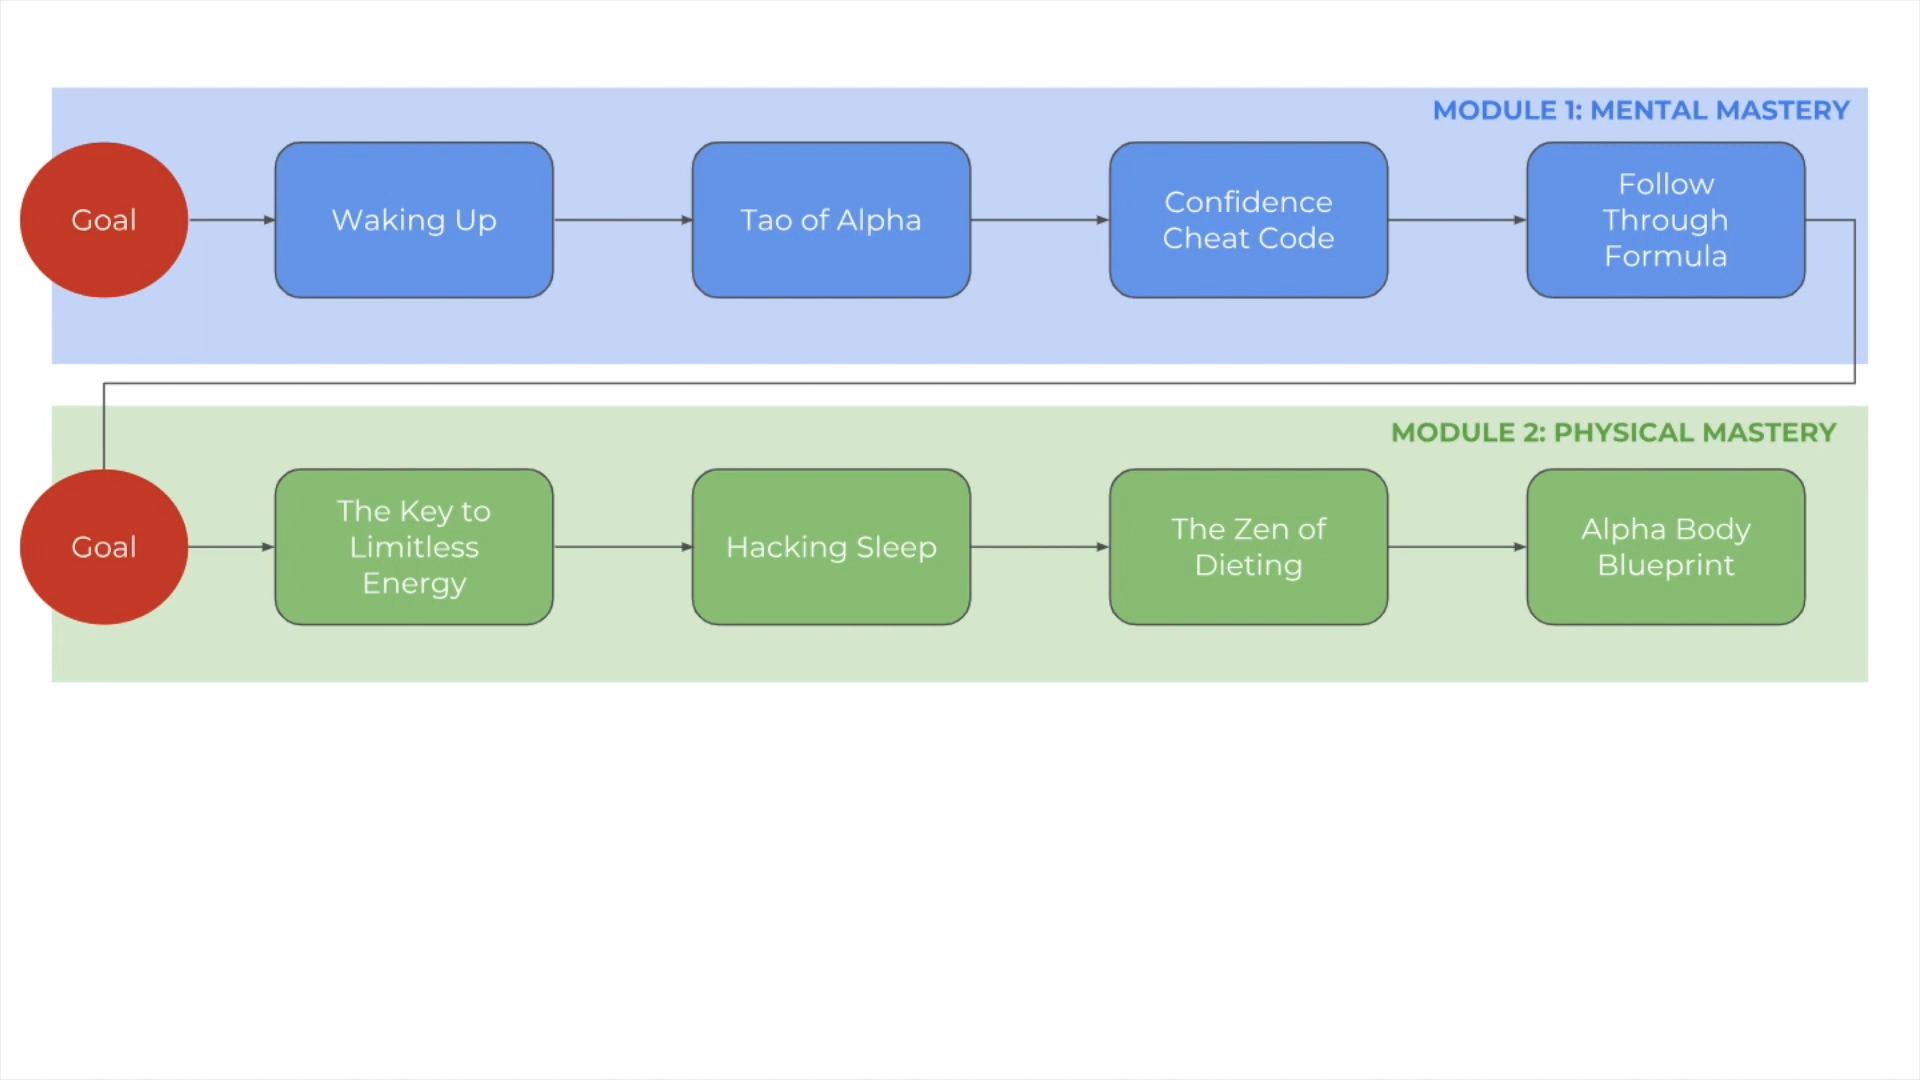 MODULE 1: MENTAL MASTERY
Goal
Waking Up
Tao of Alpha
Confidence
Cheat Code
Follow
Through
Formula
MODULE 2: PHYSICAL MASTERY
Goal
The Key to
Limitless
Energy
Hacking Sleep
The Zen of
Dieting
Alpha Body
Blueprint